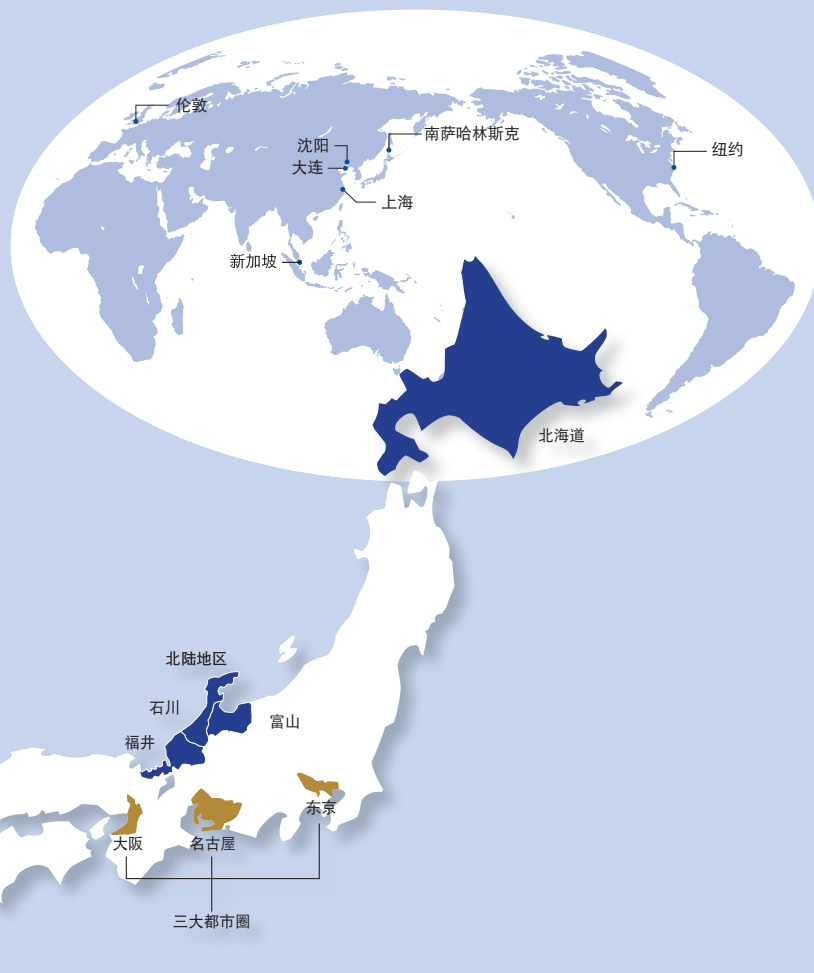 伦敦
南萨哈林斯克
沈阳
纽约
大连
上海
新加坡
北海道
北陆地区
石川
富山
福井
东京
大阪
名古屋
三大都市圈